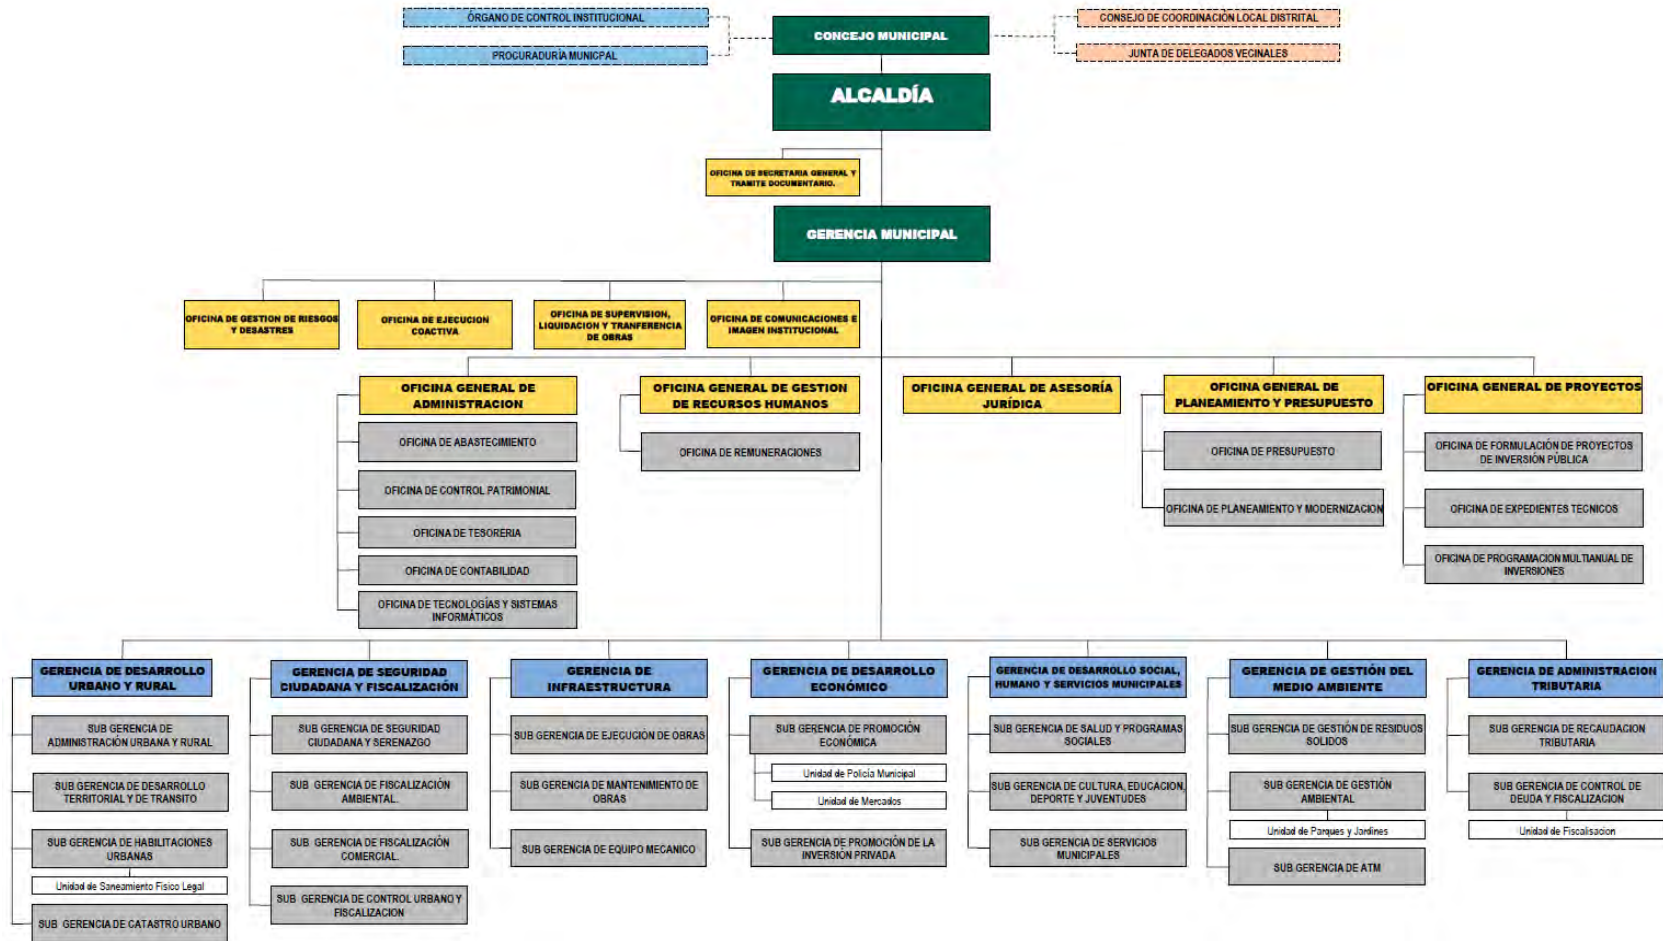 ÓRGANO DE CONTROL INSTITUCIONAL
PROCURADURÍA MUNICPAL
CONCEJO MUNICIPAL
CONSEJO DE COORDINACIÓN LOCAL DISTRITAL
JUNTA DE DELEGADOS VECINALES
ALCALDÍA
OFICINA DE SECRETARIA GENERAL Y
TRAMITE DOCUMENTARIO.
GERENCIA MUNICIPAL
OFICINA DE GESTION DE RIESGOS
Y DESASTRES
OFICINA DE EJECUCION
COACTIVA
OFICINA DE SUPERVISION,
LIQUIDACION Y TRANFERENCIA
DE OBRAS
OFICINA DE COMUNICACIONES E
IMAGEN INSTITUCIONAL
OFICINA GENERAL DE
ADMINISTRACION
OFICINA DE ABASTECIMIENTO
OFICINA DE CONTROL PATRIMONIAL
OFICINA DE TESORERIA
OFICINA DE CONTABILIDAD
OFICINA DE TECNOLOGÍAS Y SISTEMAS
INFORMÁTICOS
OFICINA GENERAL DE GESTION
DE RECURSOS HUMANOS
OFICINA DE REMUNERACIONES
OFICINA GENERAL DE ASESORÍA
JURÍDICA
OFICINA GENERAL DE
PLANEAMIENTO Y PRESUPUESTO
OFICINA DE PRESUPUESTO
OFICINA DE PLANEAMIENTO Y MODERNIZACION
OFICINA GENERAL DE PROYECTOS
OFICINA DE FORMULACIÓN DE PROYECTOS
DE INVERSIÓN PÚBLICA
OFICINA DE EXPEDIENTES TECNICOS
OFICINA DE PROGRAMACION MULTIANUAL DE
INVERSIONES
GERENCIA DE DESARROLLO
URBANO Y RURAL
SUB GERENCIA DE
ADMINISTRACIÓN URBANA Y RURAL
SUB GERENCIA DE DESARROLLO
TERRITORIAL Y DE TRANSITO
SUB GERENCIA DE HABILITACIONES
URBANAS
Unidad de Saneamiento Fisico Legal
SUB GERENCIA DE CATASTRO URBANO
GERENCIA DE SEGURIDAD
CIUDADANA Y FISCALIZACIÓN
SUB GERENCIA DE SEGURIDAD
CIUDADANA Y SERENAZGO
SUB GERENCIA DE FISCALIZACIÓN
AMBIENTAL.
SUB GERENCIA DE FISCALIZACIÓN
COMERCIAL.
SUB GERENCIA DE CONTROL URBANO Y
FISCALIZACION
GERENCIA DE
INFRAESTRUCTURA
SUB GERENCIA DE EJECUCIÓN DE OBRAS
SUB GERENCIA DE MANTENIMIENTO DE
OBRAS
SUB GERENCIA DE EQUIPO MECANICO
GERENCIA DE DESARROLLO
ECONÓMICO
SUB GERENCIA DE PROMOCIÓN
ECONÓMICA
Unidad de Policía Municipal
Unidad de Mercados
SUB GERENCIA DE PROMOCIÓN DE LA
INVERSIÓN PRIVADA
GERENCIA DE DESARROLLO SOCIAL,
HUMANO Y SERVICIOS MUNICIPALES
SUB GERENCIA DE SALUD Y PROGRAMAS
SOCIALES
SUB GERENCIA DE CULTURA, EDUCACION,
DEPORTE Y JUVENTUDES
SUB GERENCIA DE SERVICIOS
MUNICIPALES
GERENCIA DE GESTIÓN DEL
MEDIO AMBIENTE
SUB GERENCIA DE GESTIÓN DE RESIDUOS
SOLIDOS
SUB GERENCIA DE GESTIÓN
AMBIENTAL
Unidad de Parques y Jardines
SUB GERENCIA DE ATM
GERENCIA DE ADMINISTRACION
TRIBUTARIA
SUB GERENCIA DE RECAUDACION
TRIBUTARIA
SUB GERENCIA DE CONTROL DE
DEUDA Y FISCALIZACION
Unidad de Fiscalisacion